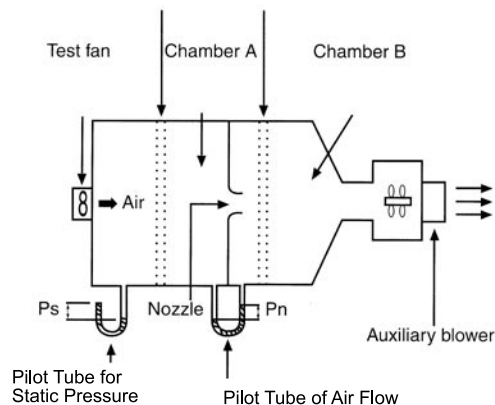 Test fan
Chamber A
Chamber B
Air
Ps
Nozzle
Pn
Auxiliary blower
Pilot Tube for
Static Pressure
Pilot Tube of Air Flow